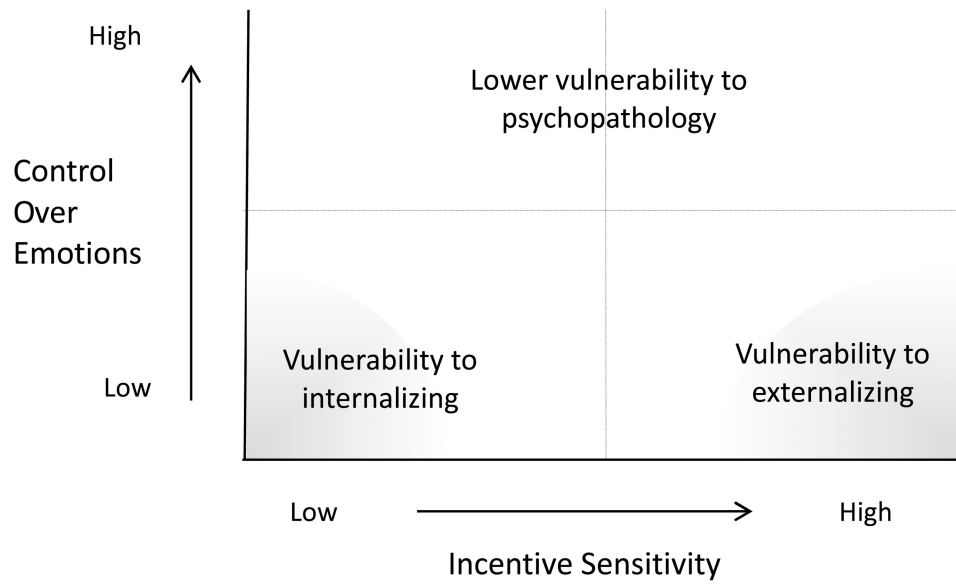 High
Lower vulnerability to
psychopathology
Control
Over
Emotions
Vulnerability to
internalizing
Vulnerability to
externalizing
Low
Low
High
Incentive Sensitivity